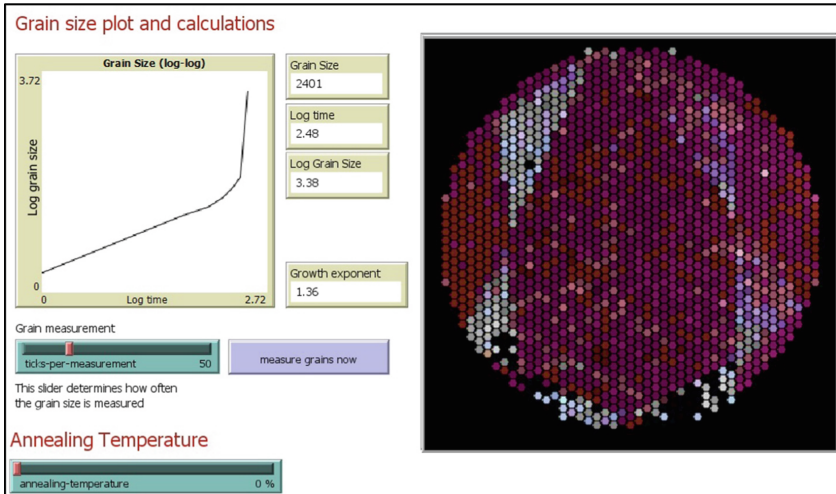 Grain size plot and calculations
Grain Size (log-log)
3.72
Log grain size
0
0
Log time
2.72
Grain Size
2401
Log time
2.48
Log Grain Size
3.38
Growth exponent
1.36
Grain measurement
ticks-per-measurement 50
measure grains now
This slider determines how often
the grain size is measured
Annealing Temperature
annealing-temperature 0 %